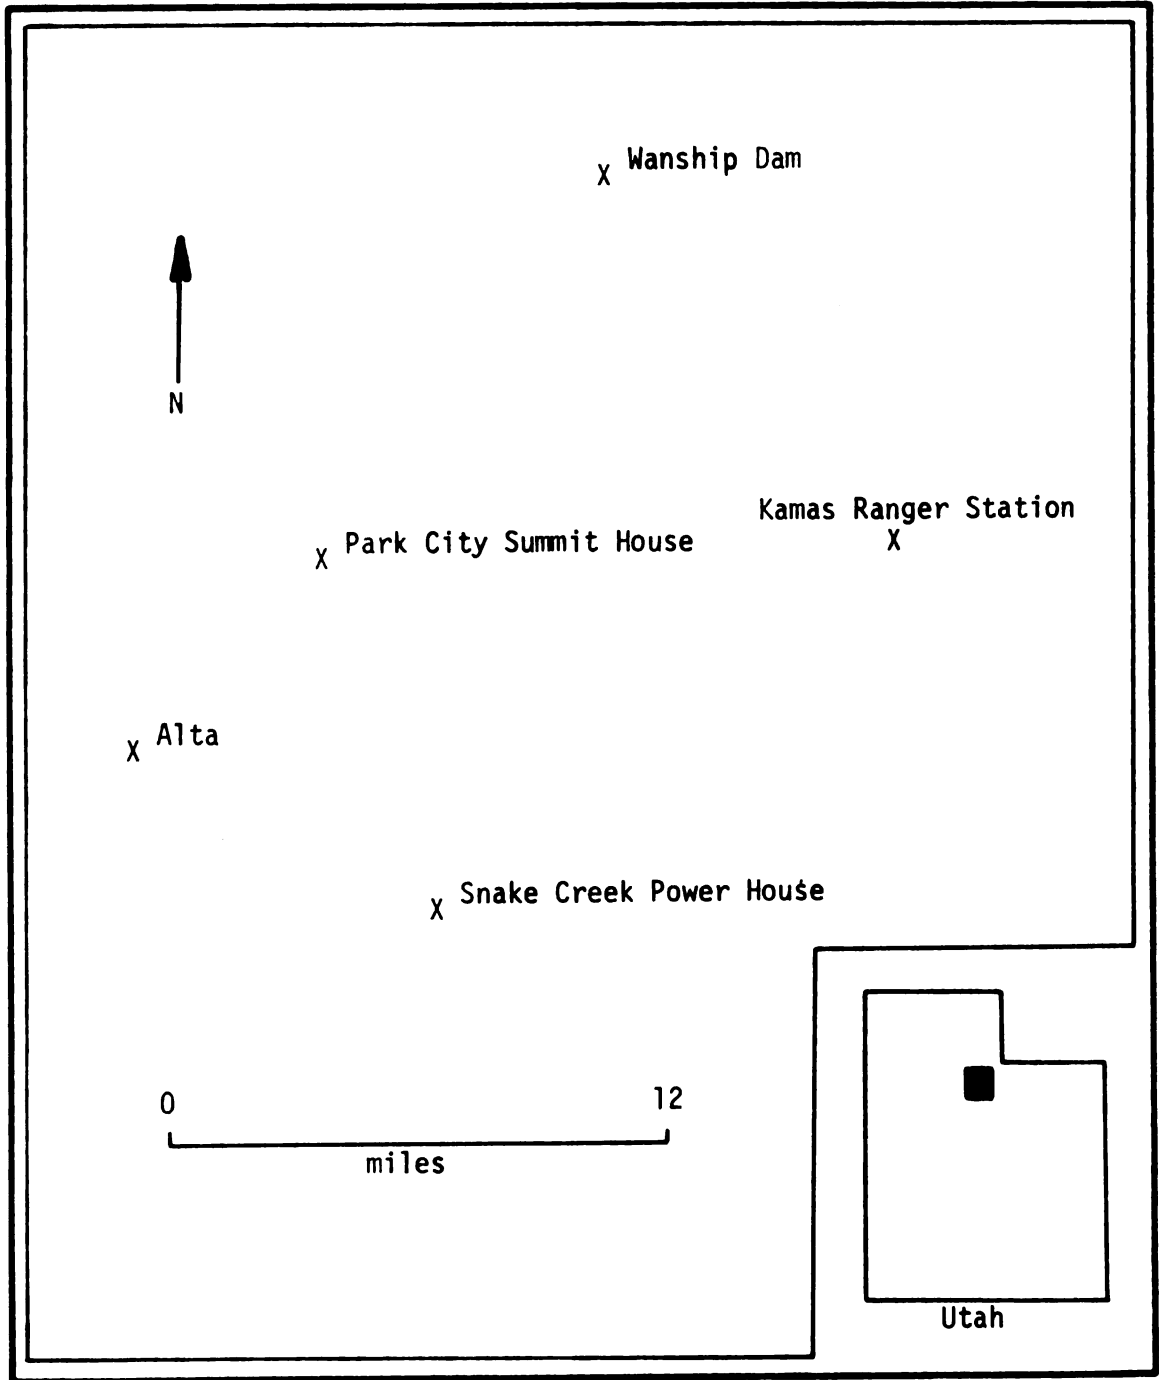 Wanship Dam
X
N
Kamas Ranger Station
X
Park City Summit House
X
Alta
X
Snake Creek Power House
X
0 12
miles
Utah